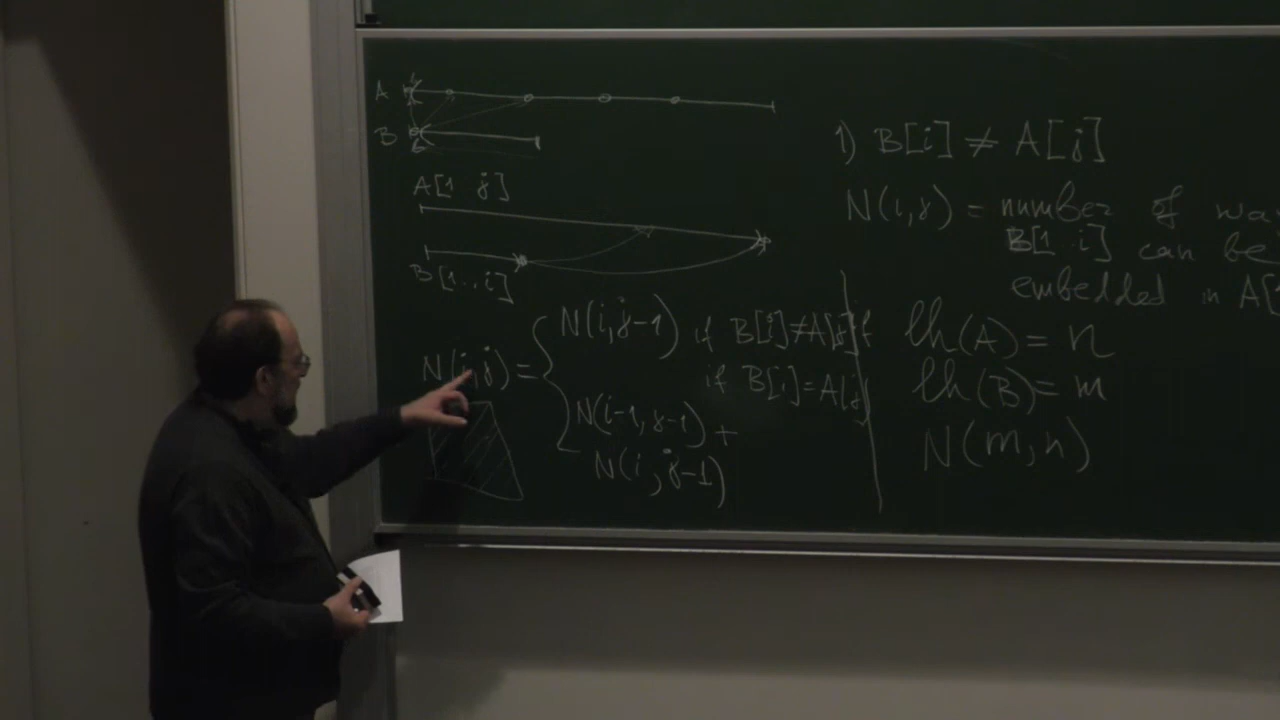 A
B
A[1 j]
B[1..i]
N(i,j) =
N(i,j-1) if B[i]≠A[j]
if B[i]=A[j
N(i-1,j-1) +
N(i,j-1)
1) B[i] ≠ A[j]
N(i,j) = number of wa
B[1 i] can be
embedded in A[
lh(A) = n
lh(B) = m
N(m,n)